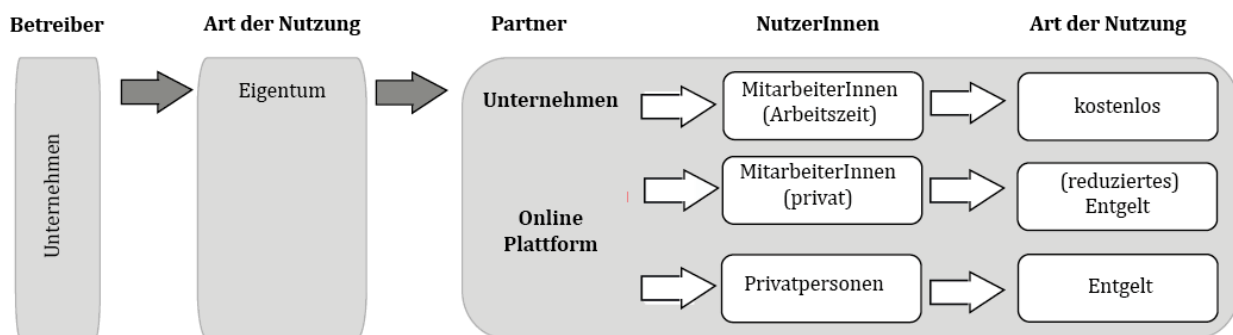 Betreiber
Art der Nutzung
Partner
NutzerInnen
Art der Nutzung
Unternehmen
Eigentum
Unternehmen
MitarbeiterInnen
(Arbeitszeit)
kostenlos
Online
Plattform
MitarbeiterInnen
(privat)
(reduziertes)
Entgelt
Privatpersonen
Entgelt